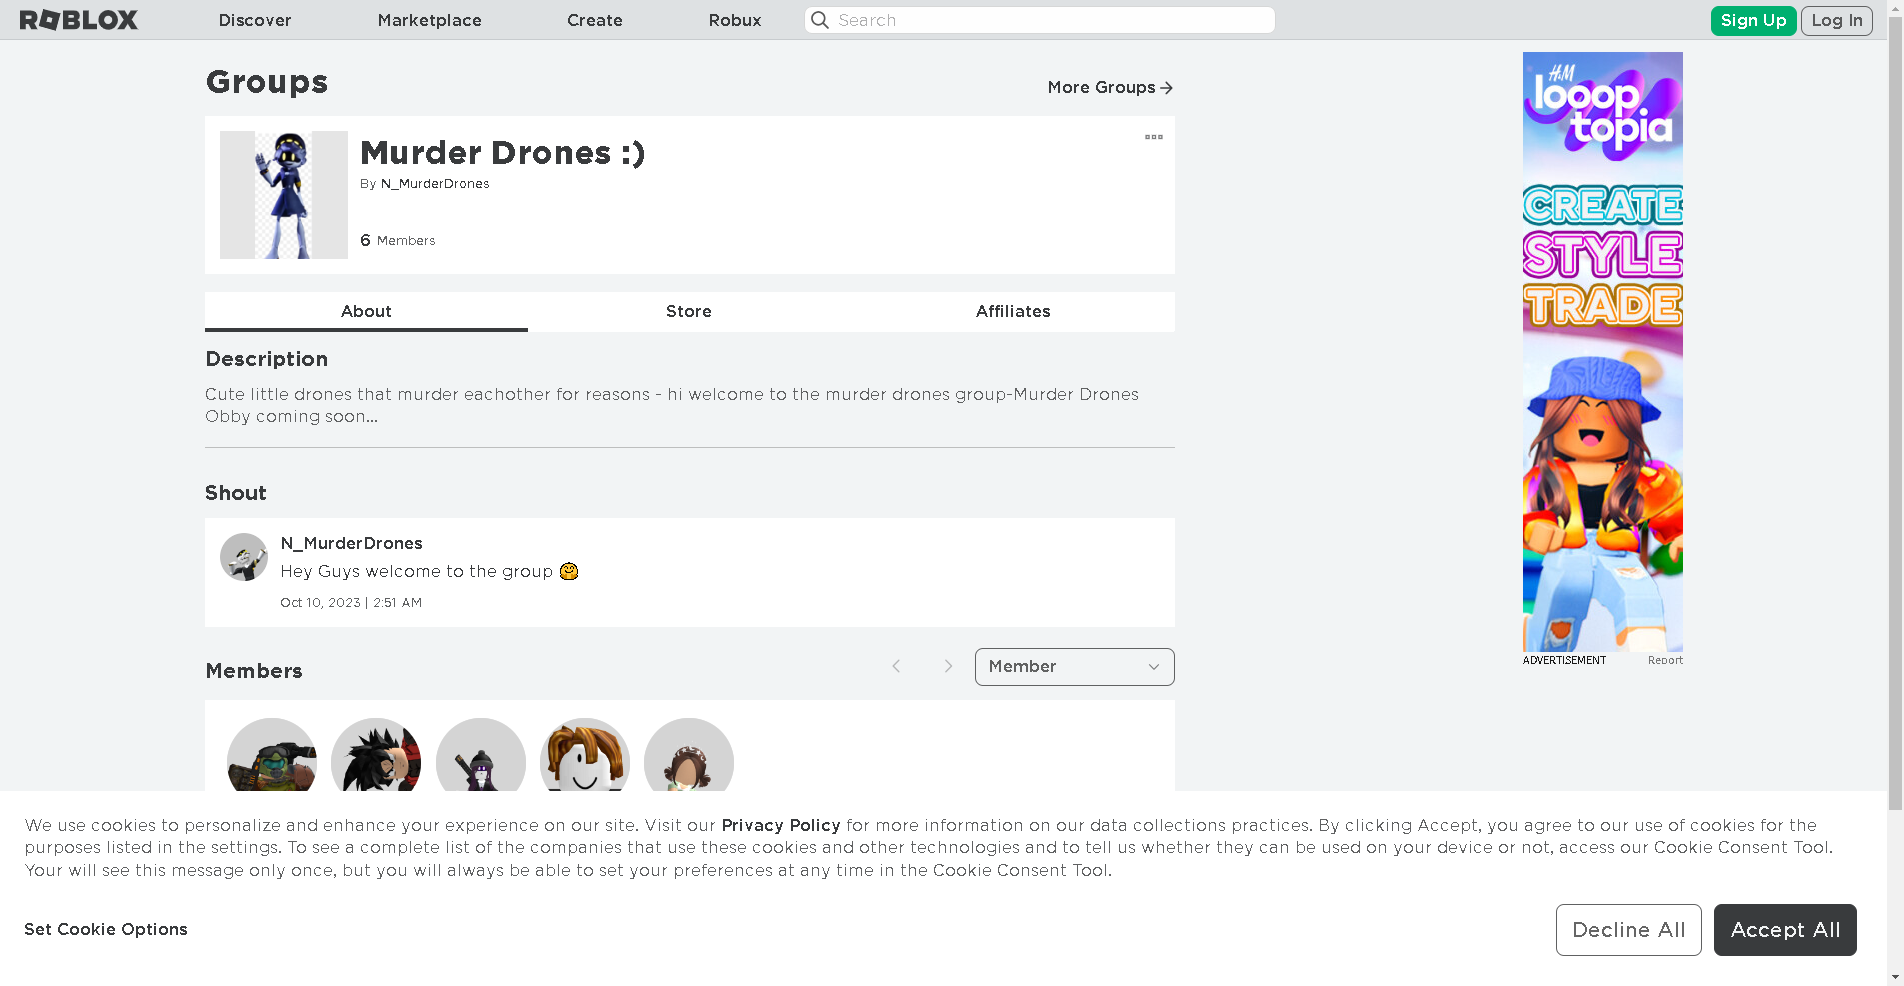 ROBLOX
Discover
Marketplace
Create
Robux
Search
Sign Up
Log In
Groups
More Groups
Murder Drones :)
By N_MurderDrones
6 Members
About
Store
Affiliates
Description
Cute little drones that murder eachother for reasons - hi welcome to the murder drones group-Murder Drones
Obby coming soon...
Shout
N_MurderDrones
Hey Guys welcome to the group 🤗
Oct 10, 2023 | 2:51 AM
Members
Member
H&M
looop
topia
CREATE
STYLE
TRADE
ADVERTISEMENT
Report
We use cookies to personalize and enhance your experience on our site. Visit our Privacy Policy for more information on our data collections practices. By clicking Accept, you agree to our use of cookies for the
purposes listed in the settings. To see a complete list of the companies that use these cookies and other technologies and to tell us whether they can be used on your device or not, access our Cookie Consent Tool.
Your will see this message only once, but you will always be able to set your preferences at any time in the Cookie Consent Tool.
Set Cookie Options
Decline All
Accept All